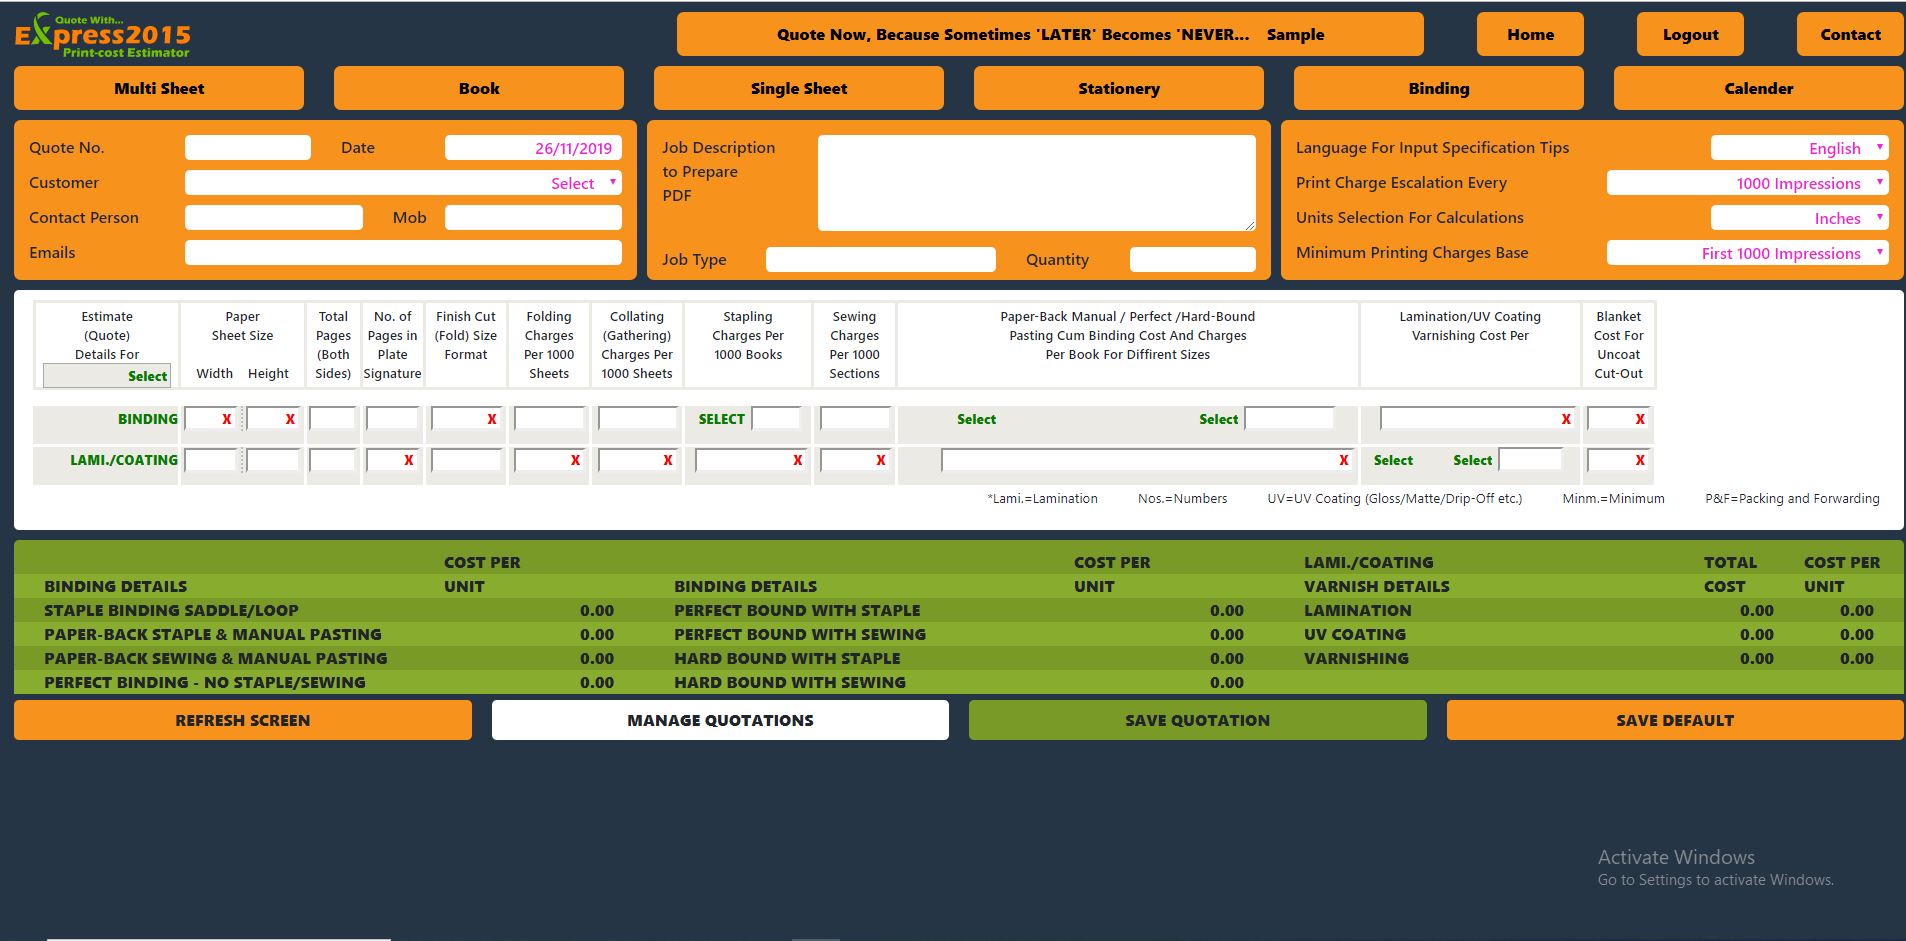 Quote With...
Express2015
Print-cost Estimator
Quote Now, Because Sometimes 'LATER' Becomes 'NEVER... Sample
Home
Logout
Contact
Multi Sheet
Book
Single Sheet
Stationery
Binding
Calender
Quote No.
Date
26/11/2019
Customer
Select
Contact Person
Mob
Emails
Job Description
to Prepare
PDF
Job Type
Quantity
Language For Input Specification Tips
English
Print Charge Escalation Every
1000 Impressions
Units Selection For Calculations
Inches
Minimum Printing Charges Base
First 1000 Impressions
Estimate
(Quote)
Details For
Select
Paper
Sheet Size
Width Height
Total
Pages
(Both
Sides)
No. of
Pages in
Plate
Signature
Finish Cut
(Fold) Size
Format
Folding
Charges
Per 1000
Sheets
Collating
(Gathering)
Charges Per
1000 Sheets
Stapling
Charges Per
1000 Books
Sewing
Charges
Per 1000
Sections
Paper-Back Manual / Perfect /Hard-Bound
Pasting Cum Binding Cost And Charges
Per Book For Diffirent Sizes
Lamination/UV Coating
Varnishing Cost Per
Blanket
Cost For
Uncoat
Cut-Out
BINDING X X X SELECT Select Select X X
LAMI./COATING X X X X X X Select Select X
*Lami.=Lamination Nos.=Numbers UV=UV Coating (Gloss/Matte/Drip-Off etc.) Minm.=Minimum P&F=Packing and Forwarding
COST PER COST PER LAMI./COATING TOTAL COST PER
BINDING DETAILS UNIT BINDING DETAILS UNIT VARNISH DETAILS COST UNIT
STAPLE BINDING SADDLE/LOOP 0.00 PERFECT BOUND WITH STAPLE 0.00 LAMINATION 0.00 0.00
PAPER-BACK STAPLE & MANUAL PASTING 0.00 PERFECT BOUND WITH SEWING 0.00 UV COATING 0.00 0.00
PAPER-BACK SEWING & MANUAL PASTING 0.00 HARD BOUND WITH STAPLE 0.00 VARNISHING 0.00 0.00
PERFECT BINDING - NO STAPLE/SEWING 0.00 HARD BOUND WITH SEWING 0.00
REFRESH SCREEN
MANAGE QUOTATIONS
SAVE QUOTATION
SAVE DEFAULT
Activate Windows
Go to Settings to activate Windows.